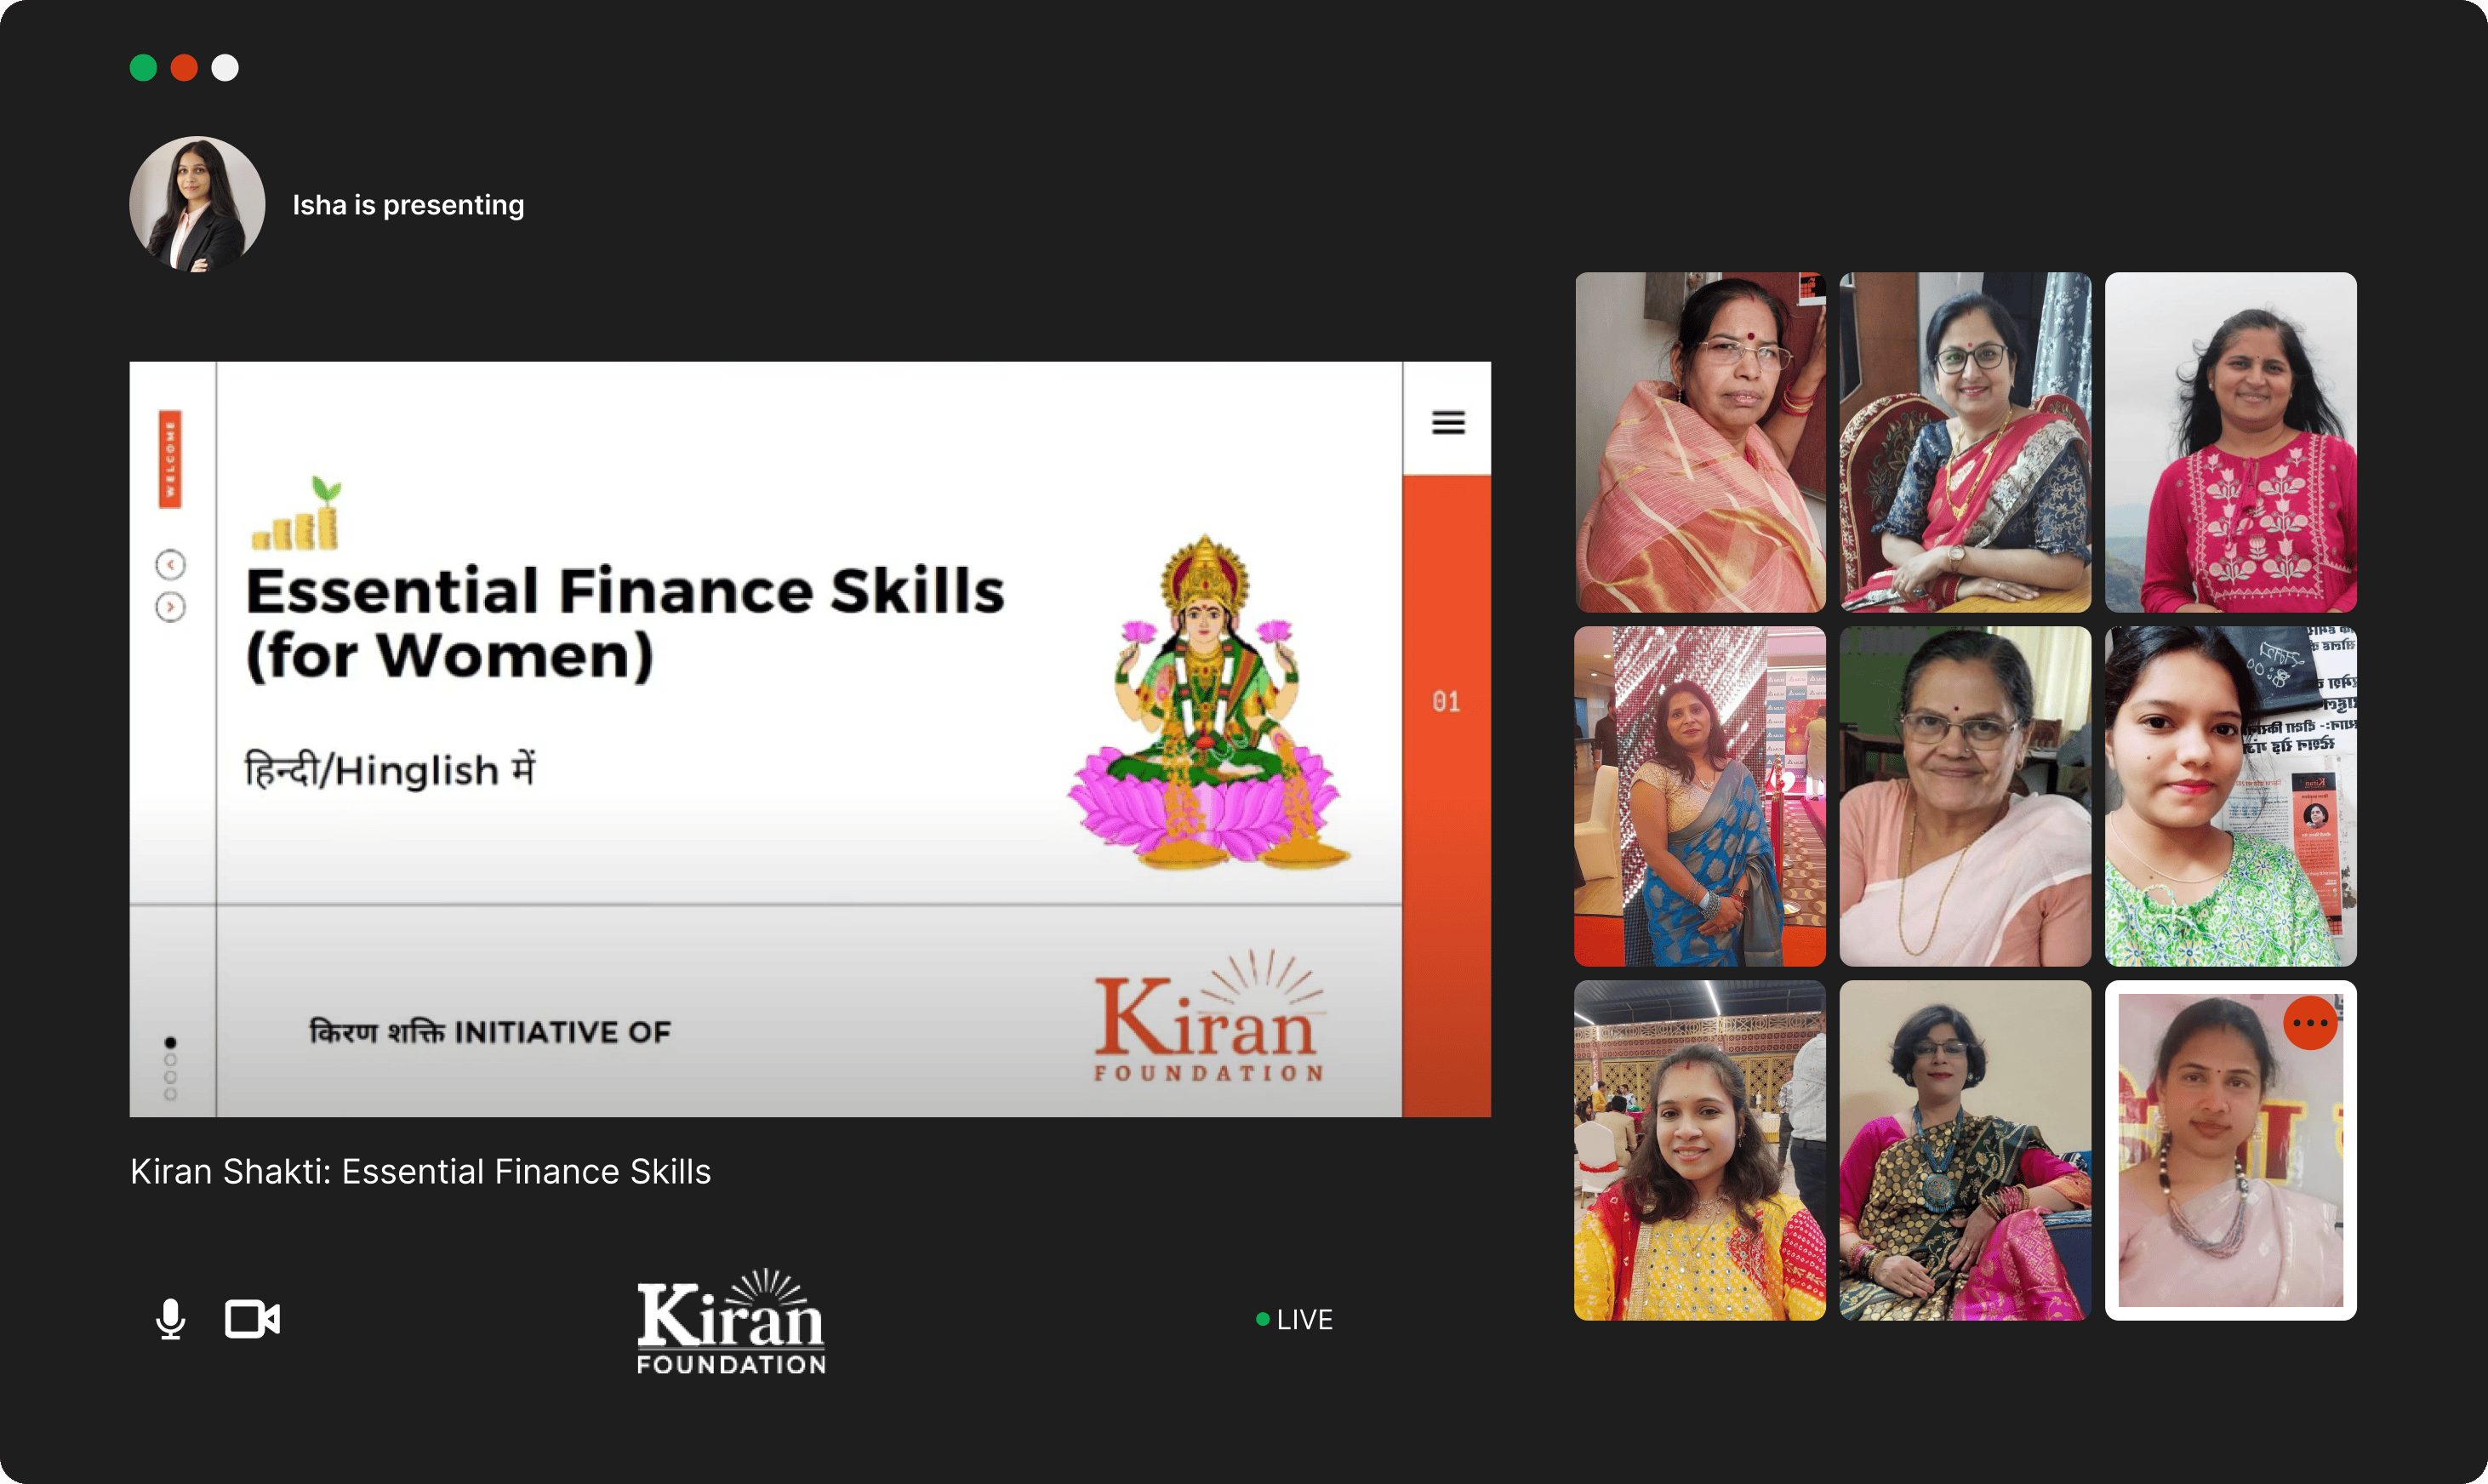 Isha is presenting
WELCOME
Essential Finance Skills
(for Women)
हिन्दी/Hinglish में
01
किरण शक्ति INITIATIVE OF
Kiran
FOUNDATION
Kiran Shakti: Essential Finance Skills
Kiran
FOUNDATION
LIVE